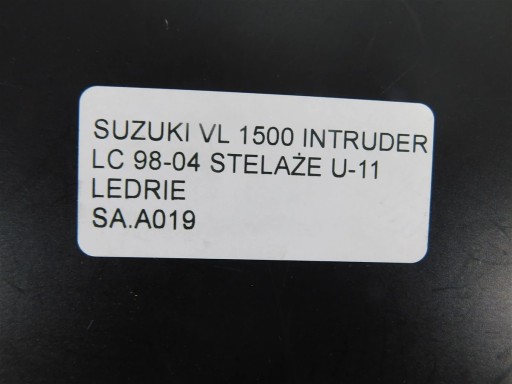 SUZUKI VL 1500 INTRUDER
LC 98-04 STELAŻE U-11
LEDRIE
SA.A019